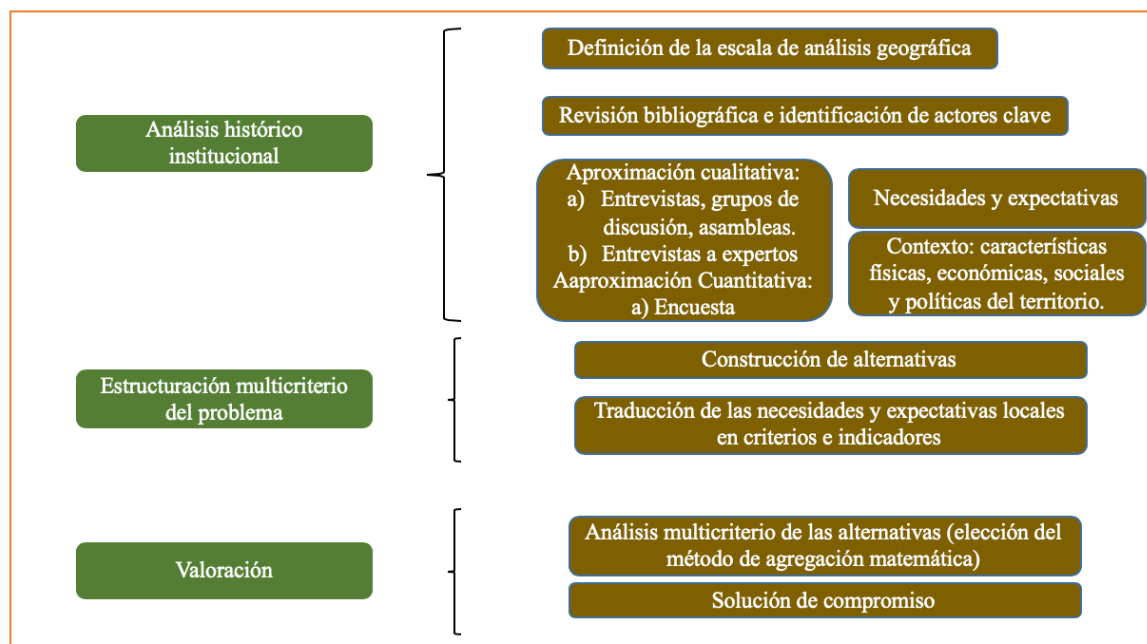 Análisis histórico
institucional
Definición de la escala de análisis geográfica
Revisión bibliográfica e identificación de actores clave
Aproximación cualitativa:
a) Entrevistas, grupos de
discusión, asambleas.
b) Entrevistas a expertos
Aaproximación Cuantitativa:
a) Encuesta
Necesidades y expectativas
Contexto: características
físicas, económicas, sociales
y políticas del territorio.
Estructuración multicriterio
del problema
Construcción de alternativas
Traducción de las necesidades y expectativas locales
en criterios e indicadores
Valoración
Análisis multicriterio de las alternativas (elección del
método de agregación matemática)
Solución de compromiso